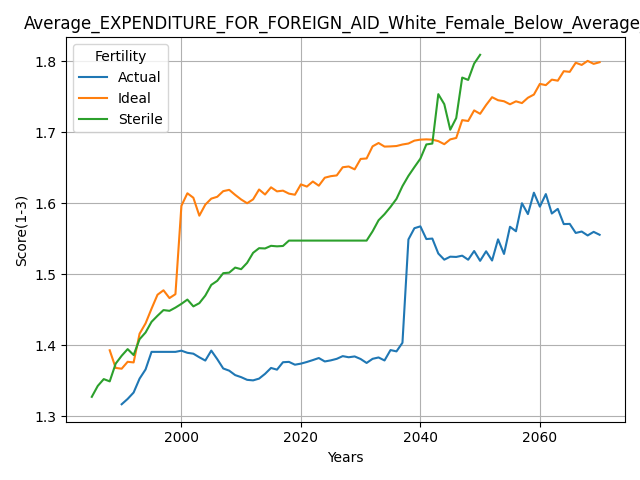 Average_EXPENDITURE_FOR_FOREIGN_AID_White_Female_Below_Average
Fertility
Actual
Ideal
Sterile
Score(1-3)
1.8
1.7
1.6
1.5
1.4
1.3
2000 2020 2040 2060
Years